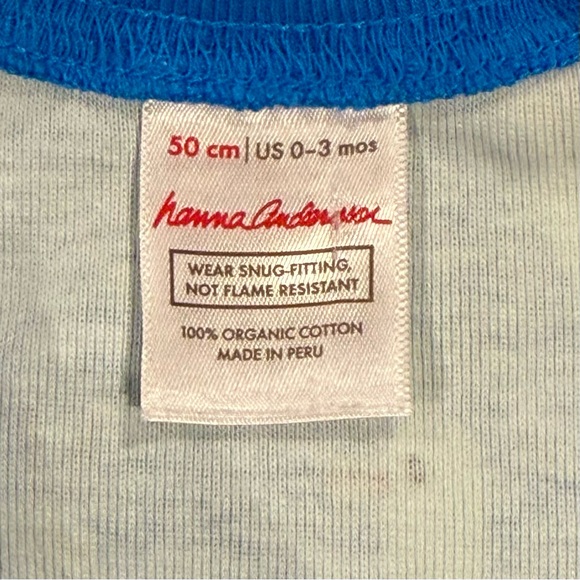 50 cm | US 0-3 mos
hanna Andersson
WEAR SNUG-FITTING,
NOT FLAME RESISTANT
100% ORGANIC COTTON
MADE IN PERU